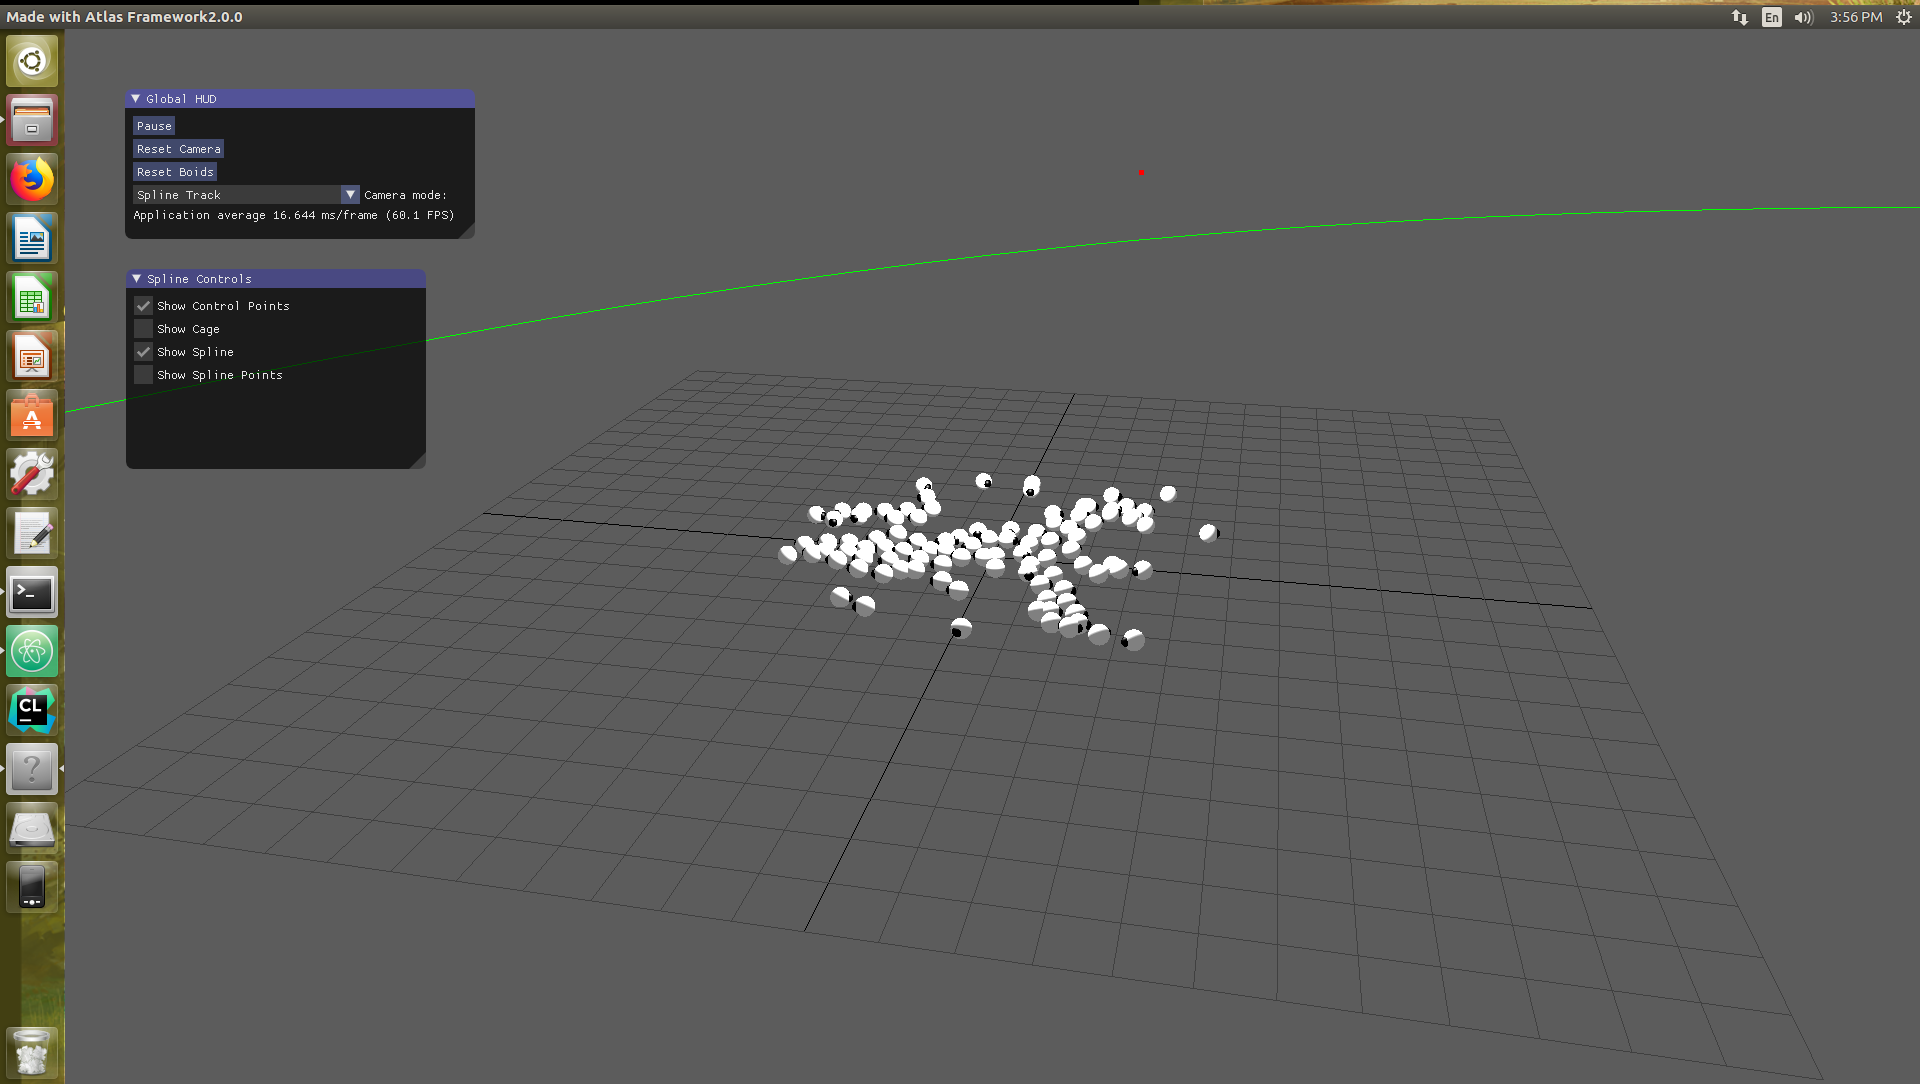 Made with Atlas Framework2.0.0
En
3:56 PM
Global HUD
Pause
Reset Camera
Reset Boids
Spline Track
Camera mode:
Application average 16.644 ms/frame (60.1 FPS)
Spline Controls
Show Control Points
Show Cage
Show Spline
Show Spline Points
A
>_
CL
?